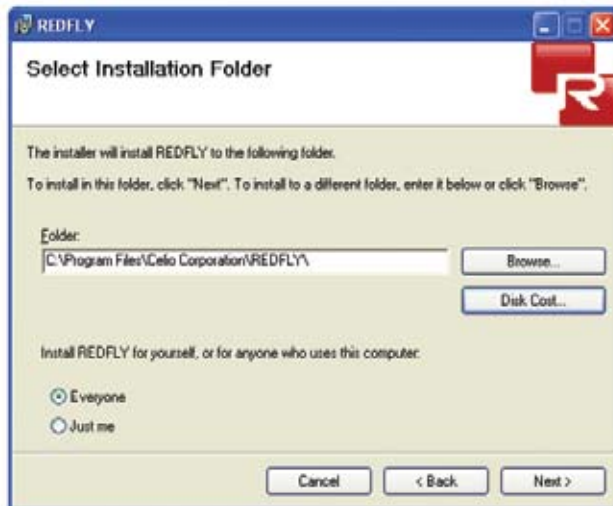 REDFLY
Select Installation Folder
R
The installer will install REDFLY to the following folder.
To install in this folder, click "Next". To install to a different folder, enter it below or click "Browse".
Folder:
C:\Program Files\Celio Corporation\REDFLY\
Browse...
Disk Cost...
Install REDFLY for yourself, or for anyone who uses this computer:
Everyone
Just me
Cancel
< Back
Next >